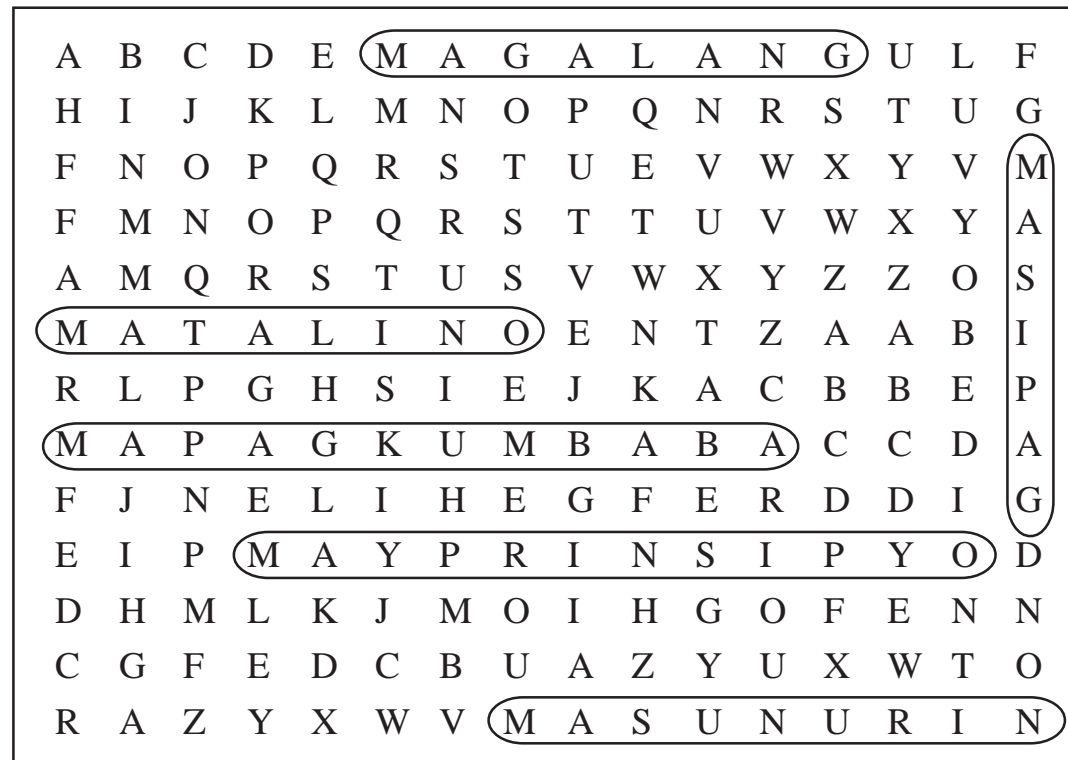 A B C D E M A G A L A N G U L F
H I J K L M N O P Q N R S T U G
F N O P Q R S T U E V W X Y V M
F M N O P Q R S T T U V W X Y A
A M Q R S T U S V W X Y Z Z O S
M A T A L I N O E N T Z A A B I
R L P G H S I E J K A C B B E P
M A P A G K U M B A B A C C D A
F J N E L I H E G F E R D D I G
E I P M A Y P R I N S I P Y O D
D H M L K J M O I H G O F E N N
C G F E D C B U A Z Y U X W T O
R A Z Y X W V M A S U N U R I N